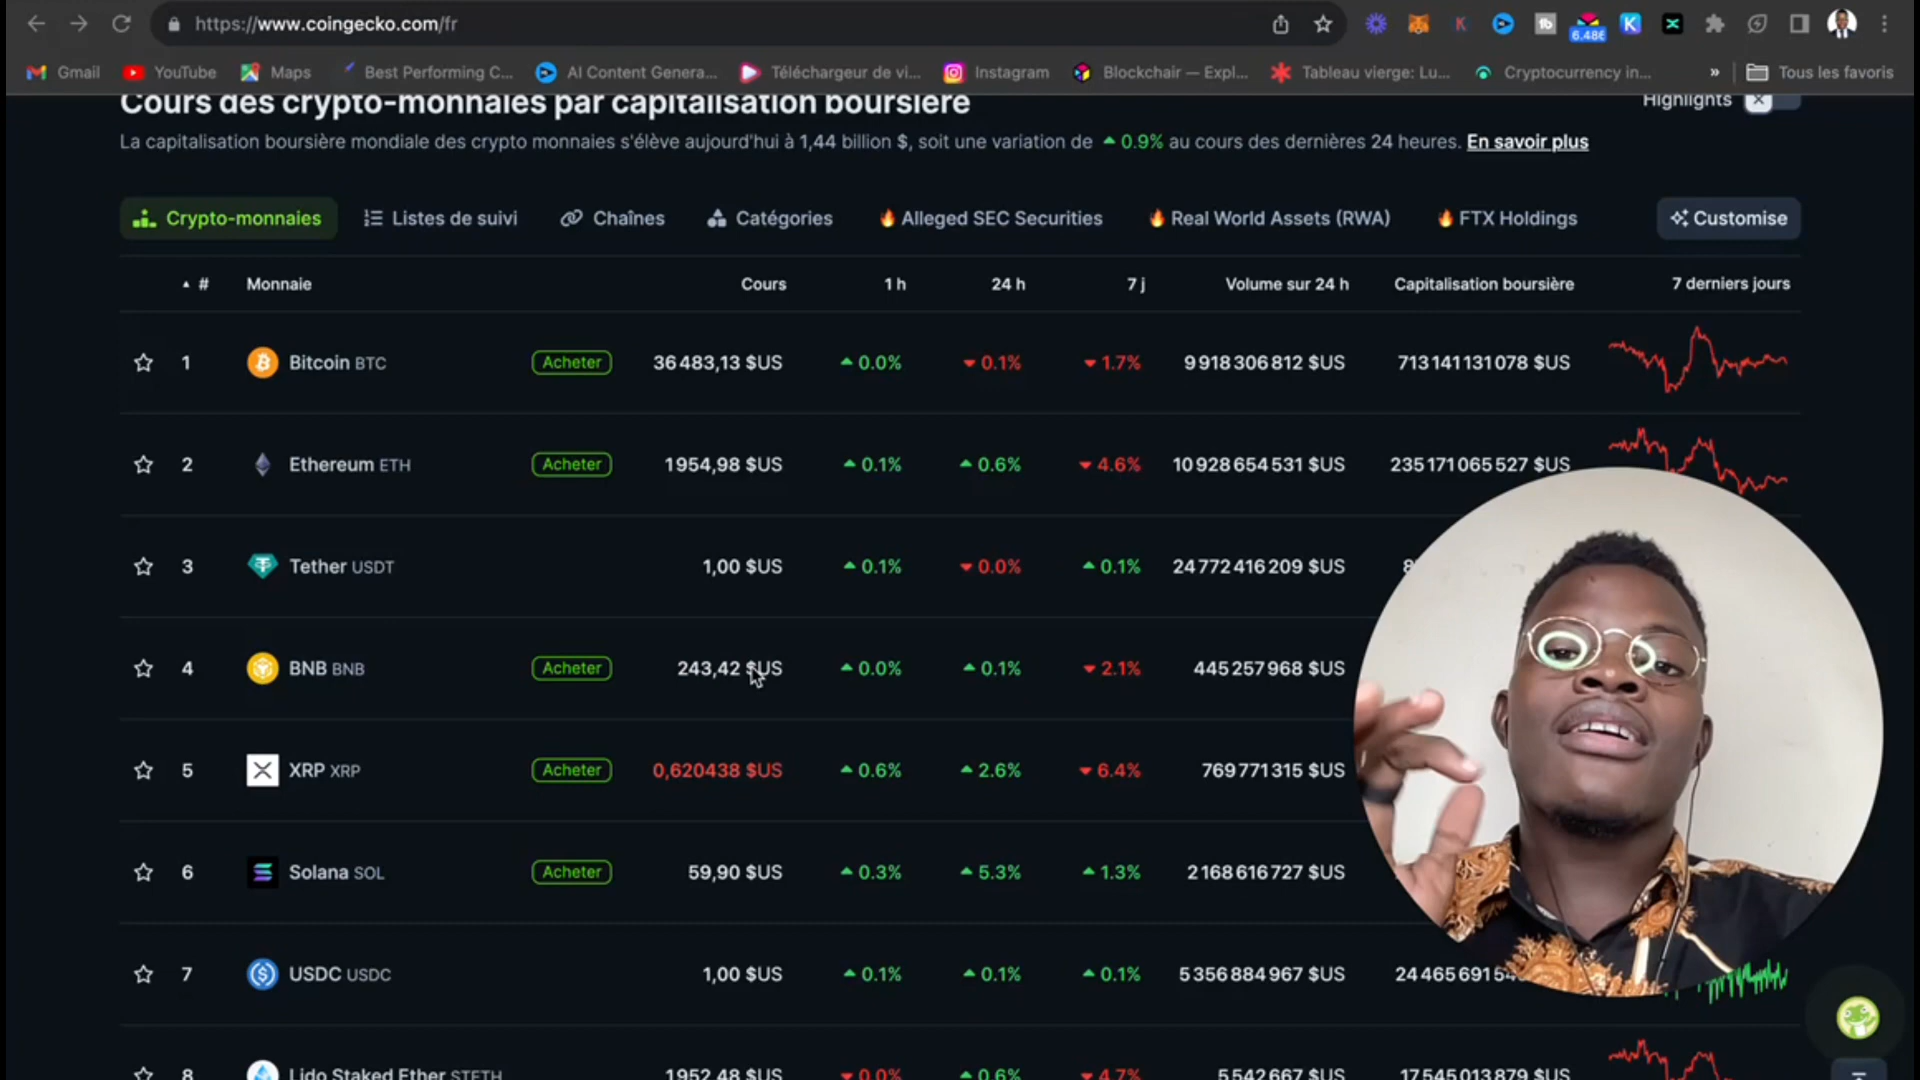 https://www.coingecko.com/fr
6.48€
Gmail YouTube Maps Best Performing C... AI Content Genera... Téléchargeur de vi... Instagram Blockchair — Expl... Tableau vierge: Lu... Cryptocurrency in... » Tous les favoris
Cours des crypto-monnaies par capitalisation boursière Highlights
La capitalisation boursière mondiale des crypto monnaies s'élève aujourd'hui à 1,44 billion $, soit une variation de 0.9% au cours des dernières 24 heures. En savoir plus
Crypto-monnaies Listes de suivi Chaînes Catégories Alleged SEC Securities Real World Assets (RWA) FTX Holdings Customise
# Monnaie Cours 1 h 24 h 7 j Volume sur 24 h Capitalisation boursière 7 derniers jours
1 Bitcoin BTC Acheter 36 483,13 $US 0.0% 0.1% 1.7% 9 918 306 812 $US 713 141 131 078 $US
2 Ethereum ETH Acheter 1 954,98 $US 0.1% 0.6% 4.6% 10 928 654 531 $US 235 171 065 527 $US
3 Tether USDT 1,00 $US 0.1% 0.0% 0.1% 24 772 416 209 $US
4 BNB BNB Acheter 243,42 $US 0.0% 0.1% 2.1% 445 257 968 $US
5 XRP XRP Acheter 0,620438 $US 0.6% 2.6% 6.4% 769 771 315 $US
6 Solana SOL Acheter 59,90 $US 0.3% 5.3% 1.3% 2 168 616 727 $US
7 USDC USDC 1,00 $US 0.1% 0.1% 0.1% 5 356 884 967 $US
8 Lido Staked Ether STETH 1 952,48 $US 0.0% 0.6% 4.7% 5 542 667 $US 17 545 013 879 $US